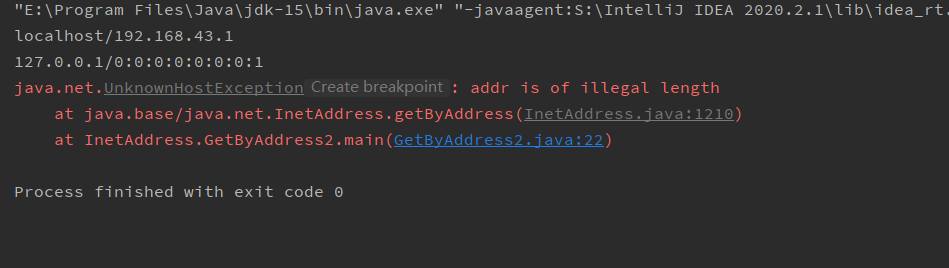 "E:\Program Files\Java\jdk-15\bin\java.exe" "-javaagent:S:\IntelliJ IDEA 2020.2.1\lib\idea_rt.
localhost/192.168.43.1
127.0.0.1/0:0:0:0:0:0:0:1
java.net.UnknownHostException Create breakpoint : addr is of illegal length
    at java.base/java.net.InetAddress.getByAddress(InetAddress.java:1210)
    at InetAddress.GetByAddress2.main(GetByAddress2.java:22)
Process finished with exit code 0